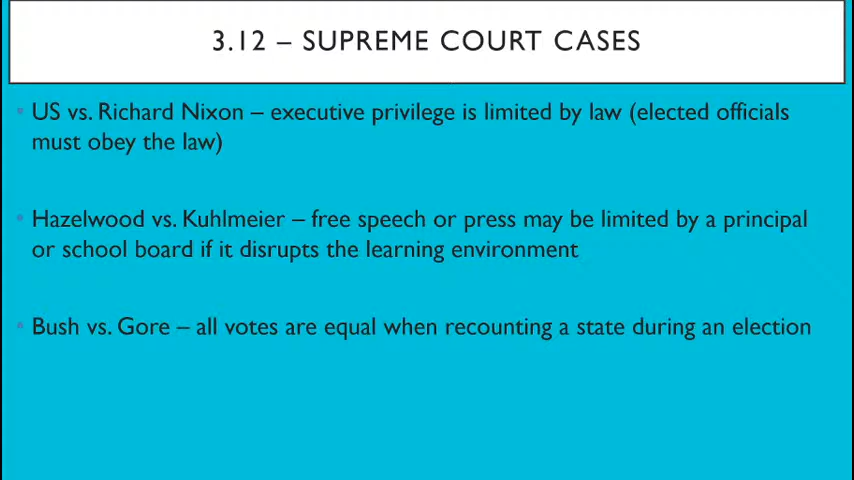 3.12 – SUPREME COURT CASES
• US vs. Richard Nixon – executive privilege is limited by law (elected officials
must obey the law)
• Hazelwood vs. Kuhlmeier – free speech or press may be limited by a principal
or school board if it disrupts the learning environment
• Bush vs. Gore – all votes are equal when recounting a state during an election